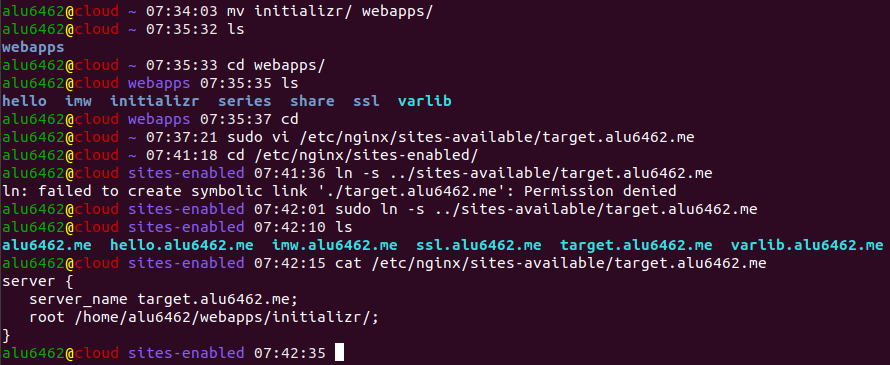 alu6462@cloud ~ 07:34:03 mv initializr/ webapps/
alu6462@cloud ~ 07:35:32 ls
webapps
alu6462@cloud ~ 07:35:33 cd webapps/
alu6462@cloud webapps 07:35:35 ls
hello  imw  initializr  series  share  ssl  varlib
alu6462@cloud webapps 07:35:37 cd
alu6462@cloud ~ 07:37:21 sudo vi /etc/nginx/sites-available/target.alu6462.me
alu6462@cloud ~ 07:41:18 cd /etc/nginx/sites-enabled/
alu6462@cloud sites-enabled 07:41:36 ln -s ../sites-available/target.alu6462.me
ln: failed to create symbolic link './target.alu6462.me': Permission denied
alu6462@cloud sites-enabled 07:42:01 sudo ln -s ../sites-available/target.alu6462.me
alu6462@cloud sites-enabled 07:42:10 ls
alu6462.me  hello.alu6462.me  imw.alu6462.me  ssl.alu6462.me  target.alu6462.me  varlib.alu6462.me
alu6462@cloud sites-enabled 07:42:15 cat /etc/nginx/sites-available/target.alu6462.me
server {
   server_name target.alu6462.me;
   root /home/alu6462/webapps/initializr/;
}
alu6462@cloud sites-enabled 07:42:35